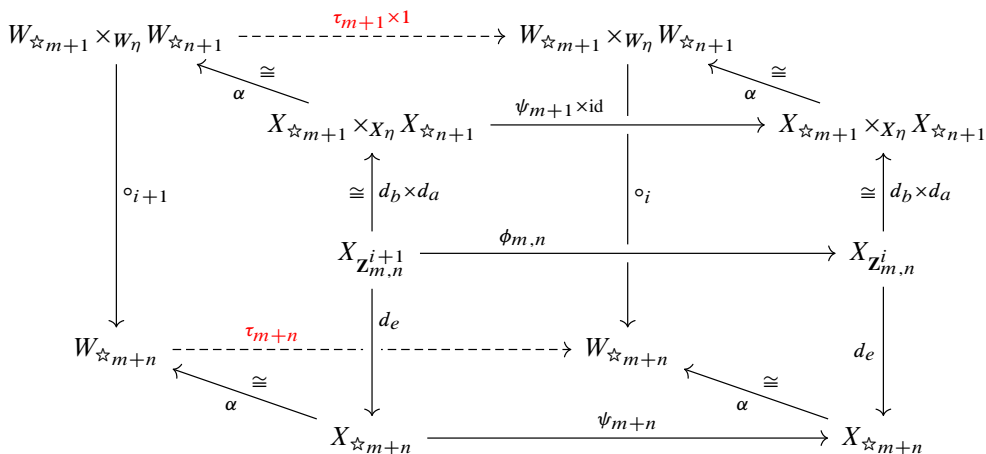 W_{☆_{m+1}} ×_{W_η} W_{☆_{n+1}} τ_{m+1} × 1 W_{☆_{m+1}} ×_{W_η} W_{☆_{n+1}}
≅ ≅
α α
X_{☆_{m+1}} ×_{X_η} X_{☆_{n+1}} ψ_{m+1} × id X_{☆_{m+1}} ×_{X_η} X_{☆_{n+1}}
∘_{i+1} ≅ d_b × d_a ∘_i ≅ d_b × d_a
X_{𝐙^{i+1}_{m,n}} ϕ_{m,n} X_{𝐙^{i}_{m,n}}
d_e
W_{☆_{m+n}} τ_{m+n} W_{☆_{m+n}} d_e
≅ ≅
α α
X_{☆_{m+n}} ψ_{m+n} X_{☆_{m+n}}